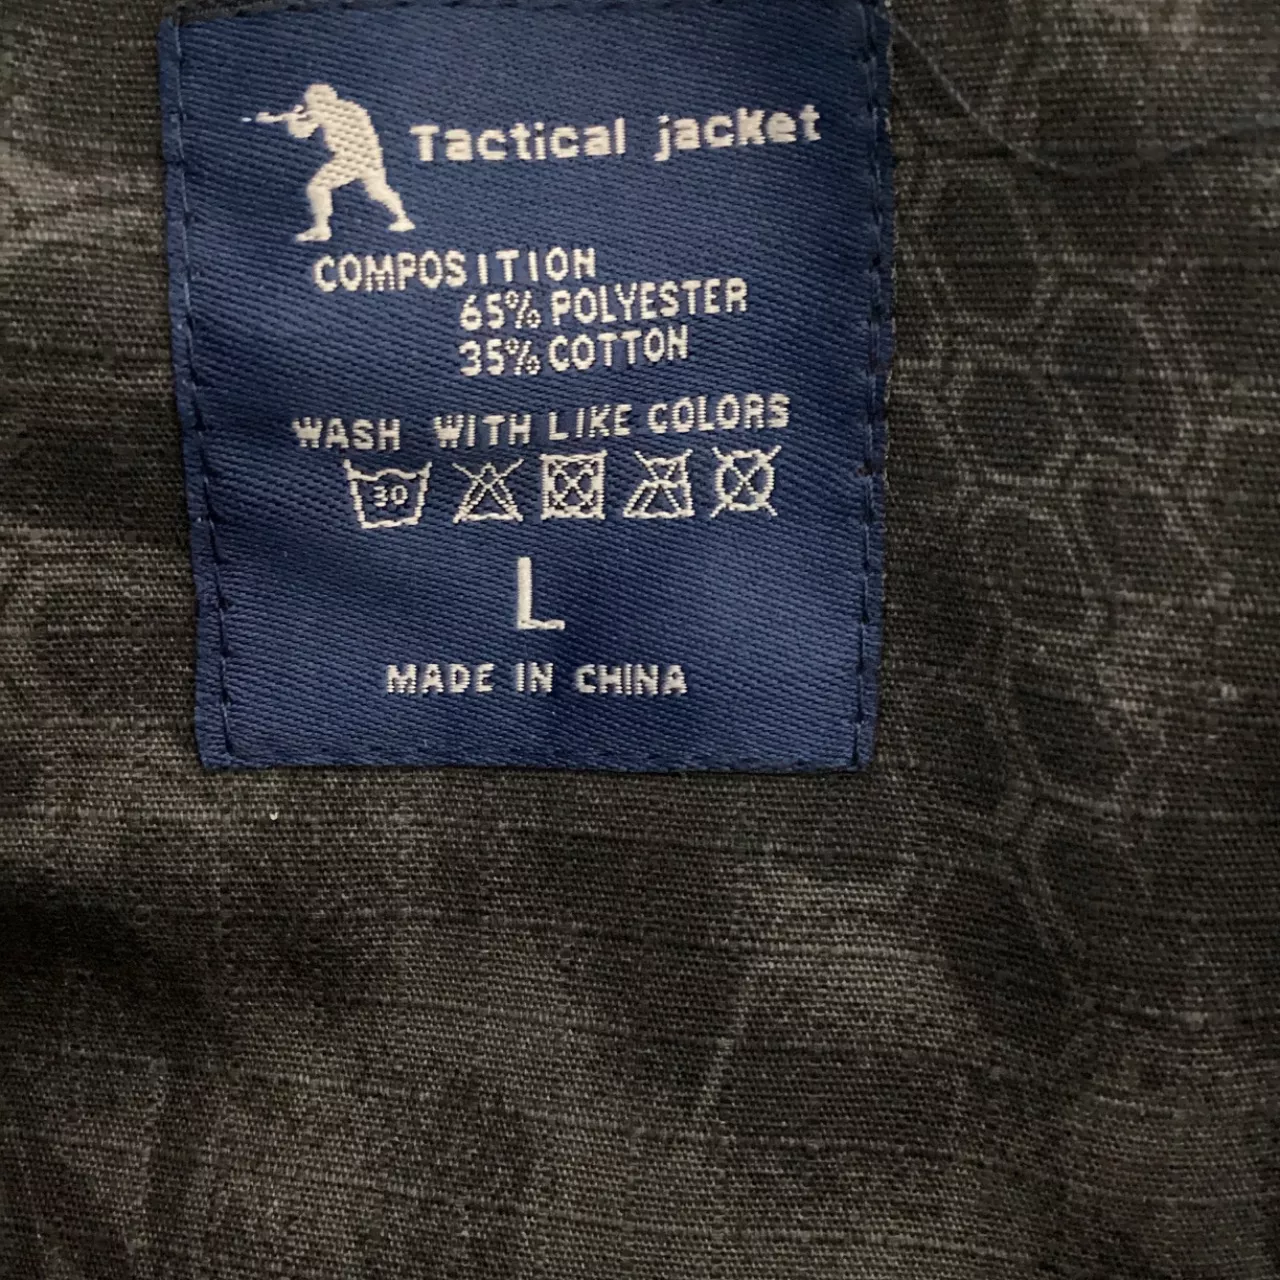 Tactical jacKet
COMPOSITION
65% POLYESTER
35% COTTON
WASH WITH LIKE COLORS
30
L
MADE IN CHINA